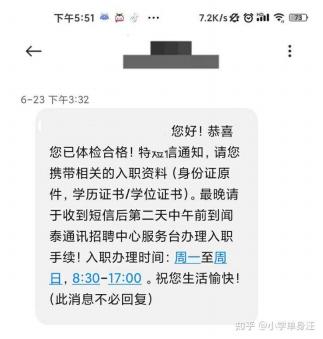 下午5:51
7.2K/s
73
6-23 下午3:32
您好! 恭喜
您已体检合格! 特短信通知, 请您
携带相关的入职资料 (身份证原
件, 学历证书/学位证书)。最晚请
于收到短信后第二天中午前到闻
泰通讯招聘中心服务台办理入职
手续! 入职办理时间: 周一至周
日, 8:30-17:00 。祝您生活愉快!
(此消息不必回复)
知乎 @小学单身汪